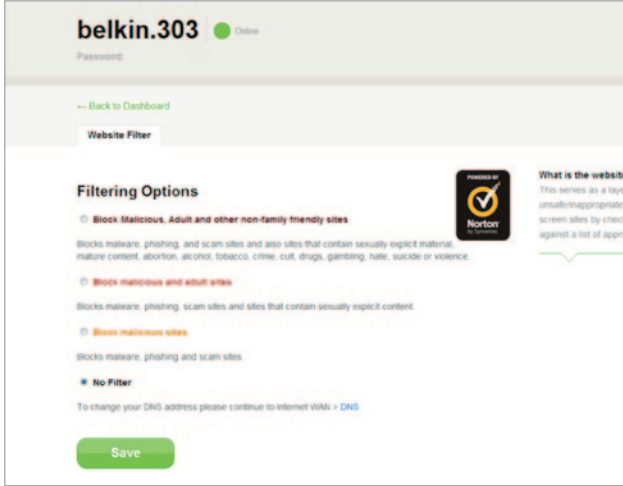 belkin.303 Online
Password:
← Back to Dashboard
Website Filter
Filtering Options
Block Malicious, Adult and other non-family friendly sites
Blocks malware, phishing, and scam sites and also sites that contain sexually explicit material,
mature content, abortion, alcohol, tobacco, crime, cult, drugs, gambling, hate, suicide or violence.
Block malicious and adult sites
Blocks malware, phishing, scam sites and sites that contain sexually explicit content.
Block malicious sites
Blocks malware, phishing and scam sites
No Filter
To change your DNS address please continue to Internet WAN > DNS
Save
POWERED BY
Norton
by Symantec
What is the website
This serves as a laye
unsafe/inappropriate
screen sites by chec
against a list of appr